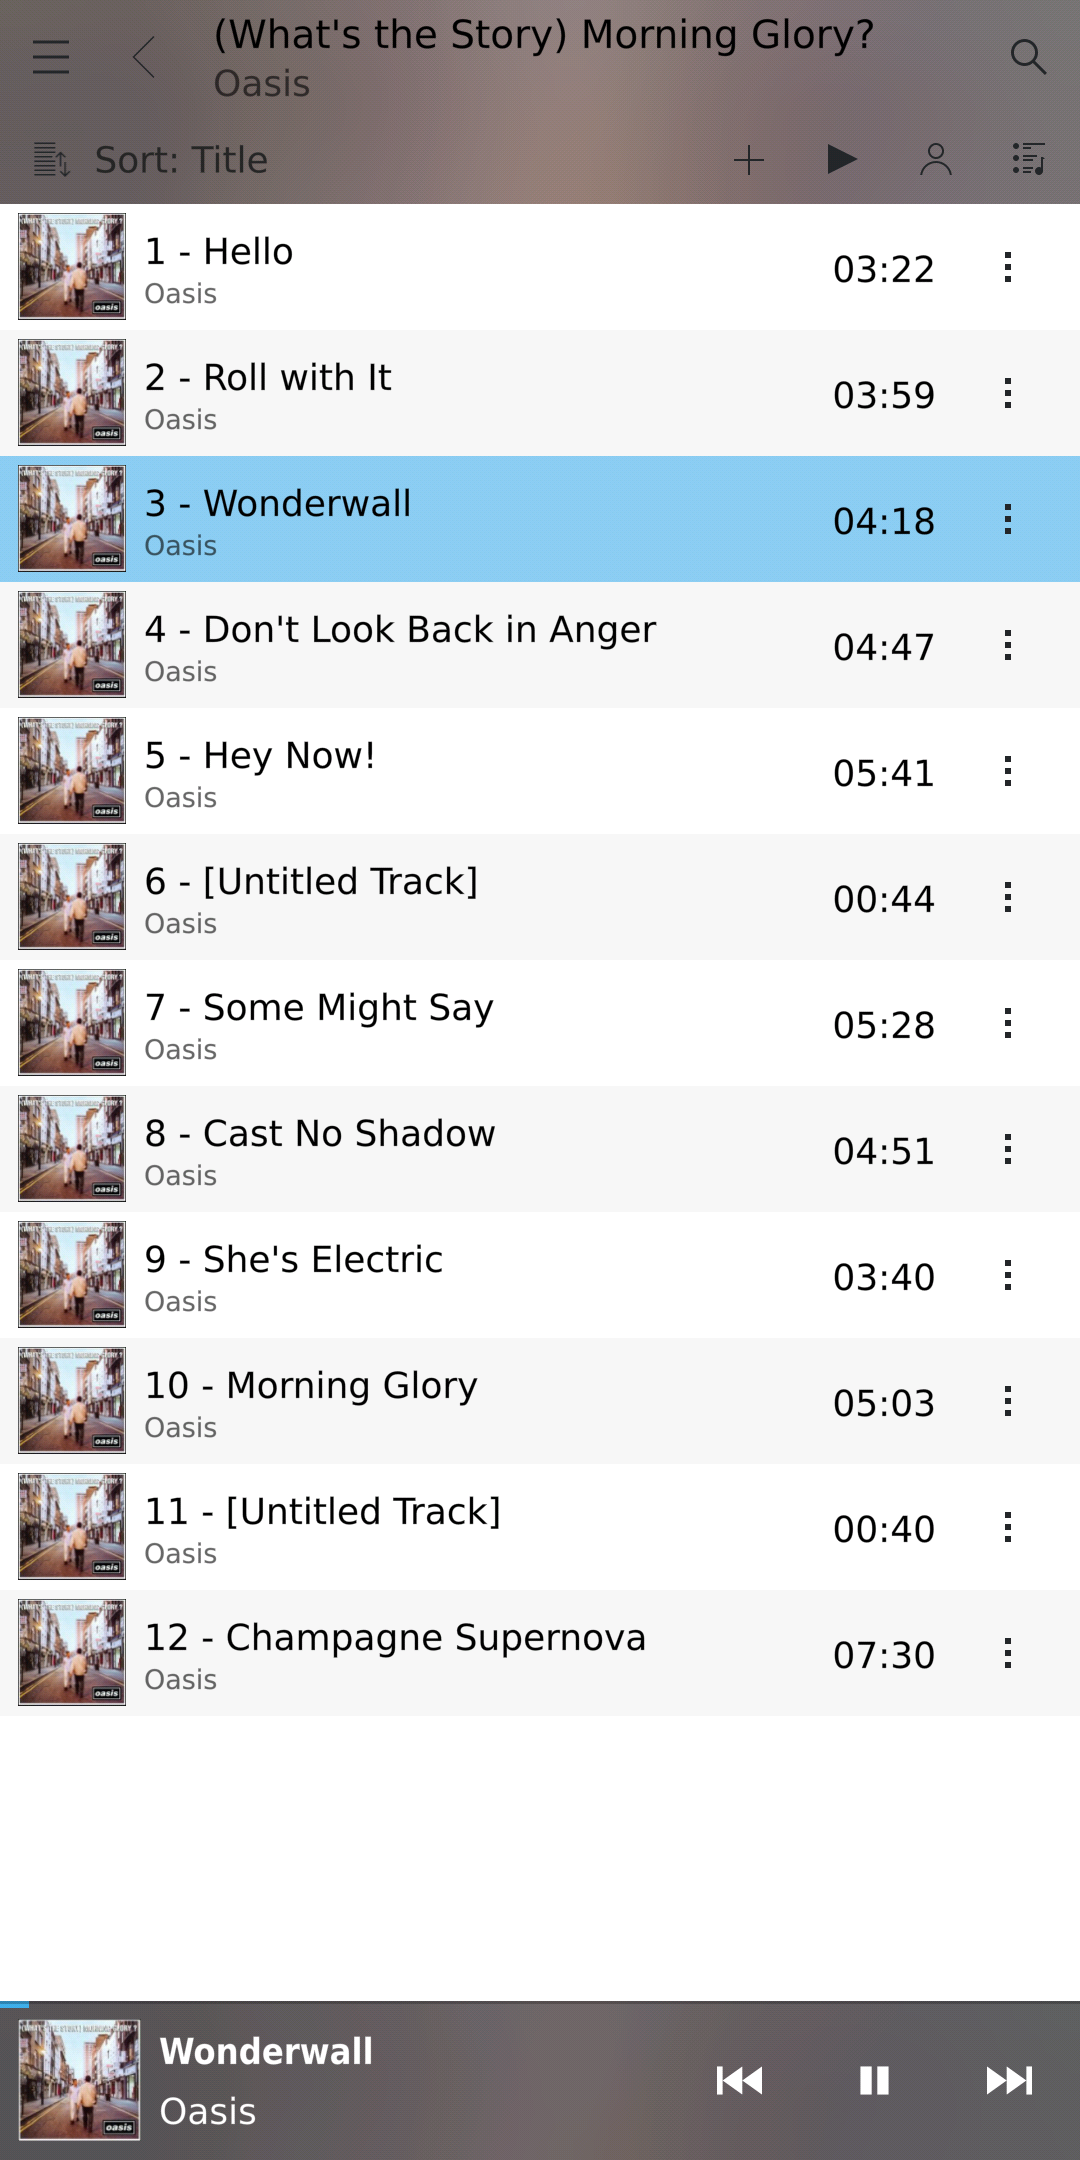 (What's the Story) Morning Glory?
Oasis
Sort: Title
1 - Hello
Oasis
03:22
2 - Roll with It
Oasis
03:59
3 - Wonderwall
Oasis
04:18
4 - Don't Look Back in Anger
Oasis
04:47
5 - Hey Now!
Oasis
05:41
6 - [Untitled Track]
Oasis
00:44
7 - Some Might Say
Oasis
05:28
8 - Cast No Shadow
Oasis
04:51
9 - She's Electric
Oasis
03:40
10 - Morning Glory
Oasis
05:03
11 - [Untitled Track]
Oasis
00:40
12 - Champagne Supernova
Oasis
07:30
Wonderwall
Oasis